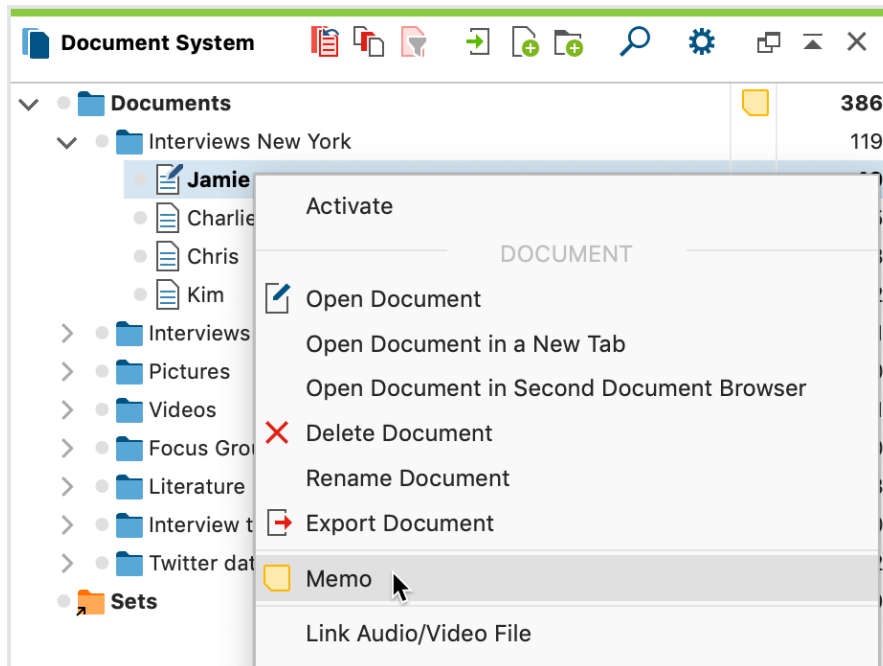 Document System
Documents 386
Interviews New York 119
Jamie
Activate
Charlie
DOCUMENT
Chris
Kim
Open Document
Interviews
Open Document in a New Tab
Pictures
Open Document in Second Document Browser
Videos
Delete Document
Focus
Rename Document
Literature
Export Document
Interview
Twitter
Memo
Sets
Link Audio/Video File